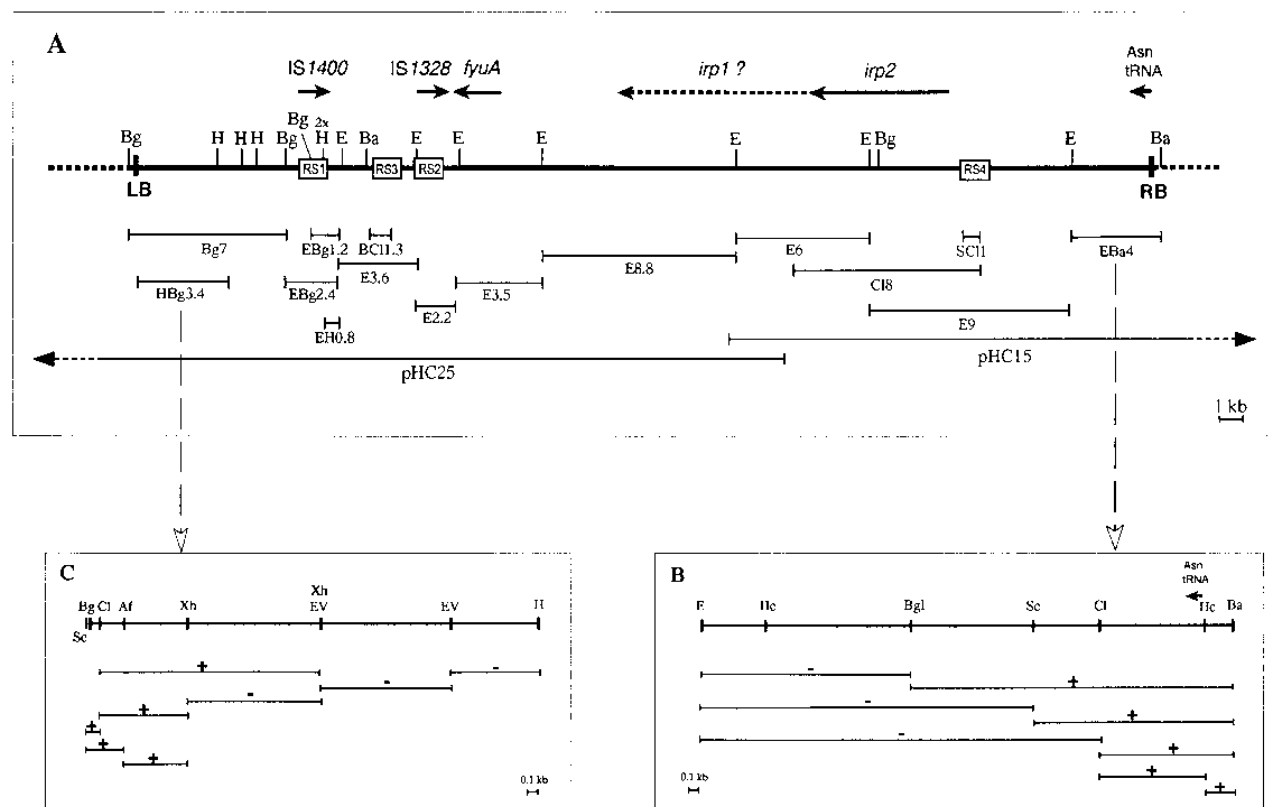 A
IS1400 IS1328 fyuA irp1 ? irp2 Asn tRNA
Bg H H H Bg Bg 2x H E Ba E E E E E Bg E Ba
RS1 RS3 RS2 RS4
LB RB
Bg7 EBg1.2 BCl1.3 E6 SCl1 EBa4
HBg3.4 EBg2.4 E3.6 E3.5 E8.8 Cl8
EH0.8 E2.2 E9
pHC25 pHC15
1 kb
C
Xh
Bg Cl Af Xh EV EV H
Sc
+ -
- -
+
+
+
+
0.1 kb
B
Asn
tRNA
E Hc Bgl Sc Cl Hc Ba
- +
- +
- +
+
+
0.1 kb